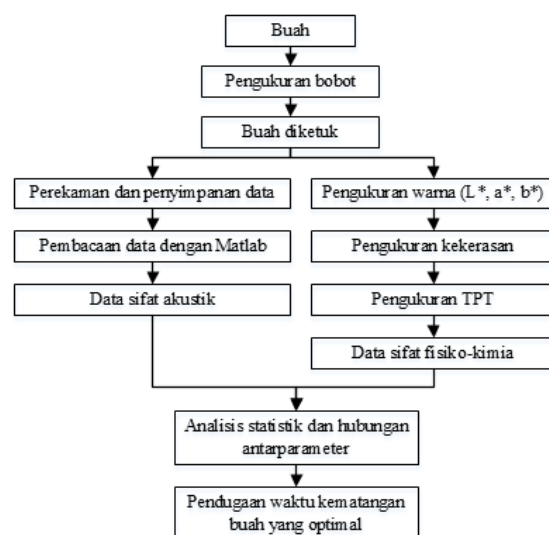 Buah
Pengukuran bobot
Buah diketuk
Perekaman dan penyimpanan data
Pembacaan data dengan Matlab
Data sifat akustik
Pengukuran warna (L*, a*, b*)
Pengukuran kekerasan
Pengukuran TPT
Data sifat fisiko-kimia
Analisis statistik dan hubungan
antarparameter
Pendugaan waktu kematangan
buah yang optimal